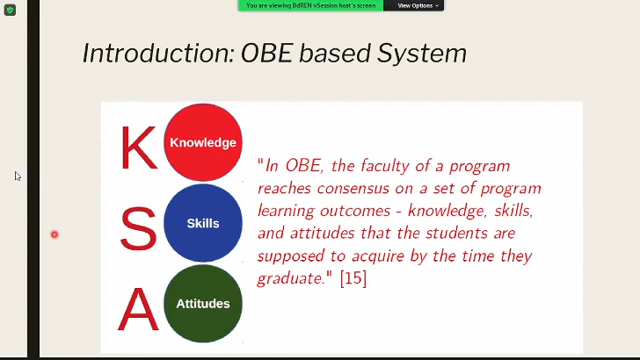 You are viewing BdREN vSession host's screen
View Options
Introduction: OBE based System
K
Knowledge
S
Skills
A
Attitudes
"In OBE, the faculty of a program
reaches consensus on a set of program
learning outcomes - knowledge, skills,
and attitudes that the students are
supposed to acquire by the time they
graduate." [15]